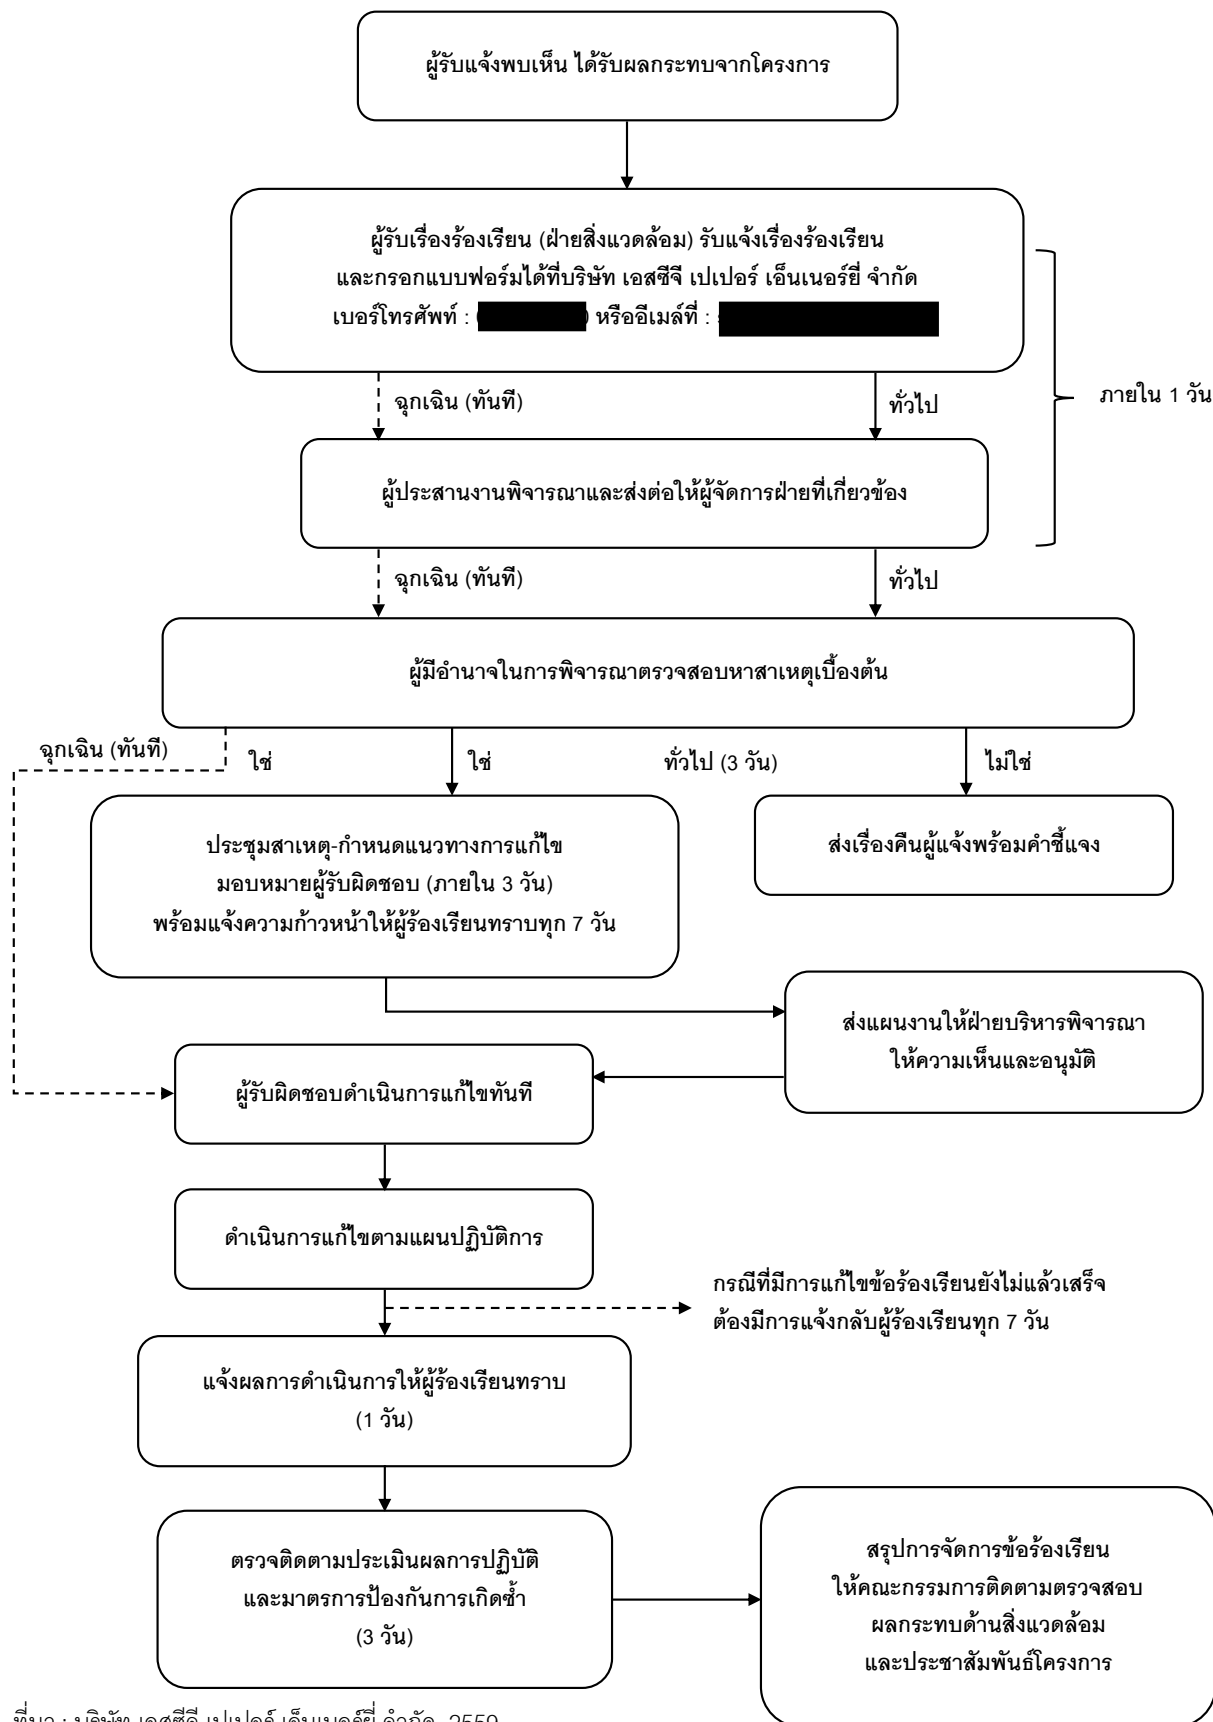 ผู้รับแจ้งพบเห็น ได้รับผลกระทบจากโครงการ
ผู้รับเรื่องร้องเรียน (ฝ่ายสิ่งแวดล้อม) รับแจ้งเรื่องร้องเรียน
และกรอกแบบฟอร์มได้ที่บริษัท เอสซีจี เปเปอร์ เอ็นเนอร์ยี่ จำกัด
เบอร์โทรศัพท์ : ( ) หรืออีเมล์ที่ :
ภายใน 1 วัน
ฉุกเฉิน (ทันที)
ทั่วไป
ผู้ประสานงานพิจารณาและส่งต่อให้ผู้จัดการฝ่ายที่เกี่ยวข้อง
ฉุกเฉิน (ทันที)
ทั่วไป
ผู้มีอำนาจในการพิจารณาตรวจสอบหาสาเหตุเบื้องต้น
ฉุกเฉิน (ทันที)
ใช่
ใช่
ทั่วไป (3 วัน)
ไม่ใช่
ประชุมสาเหตุ-กำหนดแนวทางการแก้ไข
มอบหมายผู้รับผิดชอบ (ภายใน 3 วัน)
พร้อมแจ้งความก้าวหน้าให้ผู้ร้องเรียนทราบทุก 7 วัน
ส่งเรื่องคืนผู้แจ้งพร้อมคำชี้แจง
ส่งแผนงานให้ฝ่ายบริหารพิจารณา
ให้ความเห็นและอนุมัติ
ผู้รับผิดชอบดำเนินการแก้ไขทันที
ดำเนินการแก้ไขตามแผนปฏิบัติการ
กรณีที่มีการแก้ไขข้อร้องเรียนยังไม่แล้วเสร็จ
ต้องมีการแจ้งกลับผู้ร้องเรียนทุก 7 วัน
แจ้งผลการดำเนินการให้ผู้ร้องเรียนทราบ
(1 วัน)
ตรวจติดตามประเมินผลการปฏิบัติ
และมาตรการป้องกันการเกิดซ้ำ
(3 วัน)
สรุปการจัดการข้อร้องเรียน
ให้คณะกรรมการติดตามตรวจสอบ
ผลกระทบด้านสิ่งแวดล้อม
และประชาสัมพันธ์โครงการ
ที่มา : บริษัท เอสซีจี เปเปอร์ เอ็นเนอร์ยี่ จำกัด, 2559